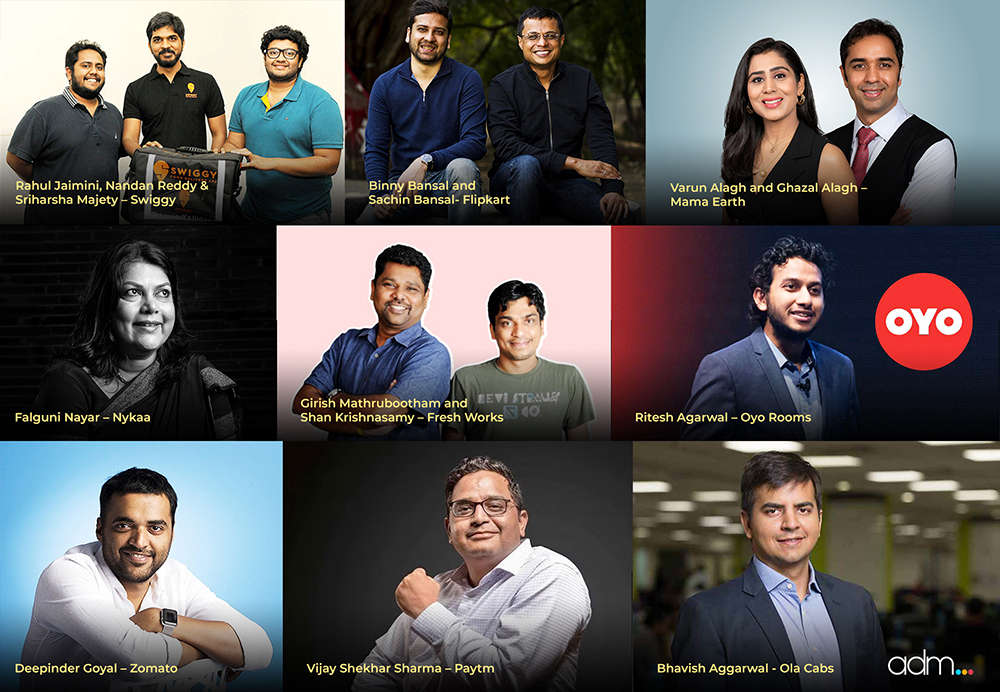 SWIGGY
SWIGGY
Rahul Jaimini, Nandan Reddy &
Sriharsha Majety – Swiggy
Binny Bansal and
Sachin Bansal- Flipkart
Varun Alagh and Ghazal Alagh –
Mama Earth
Falguni Nayar – Nykaa
Girish Mathrubootham and
Shan Krishnasamy – Fresh Works
OYO
Ritesh Agarwal – Oyo Rooms
Deepinder Goyal – Zomato
Vijay Shekhar Sharma – Paytm
Bhavish Aggarwal - Ola Cabs
adm...